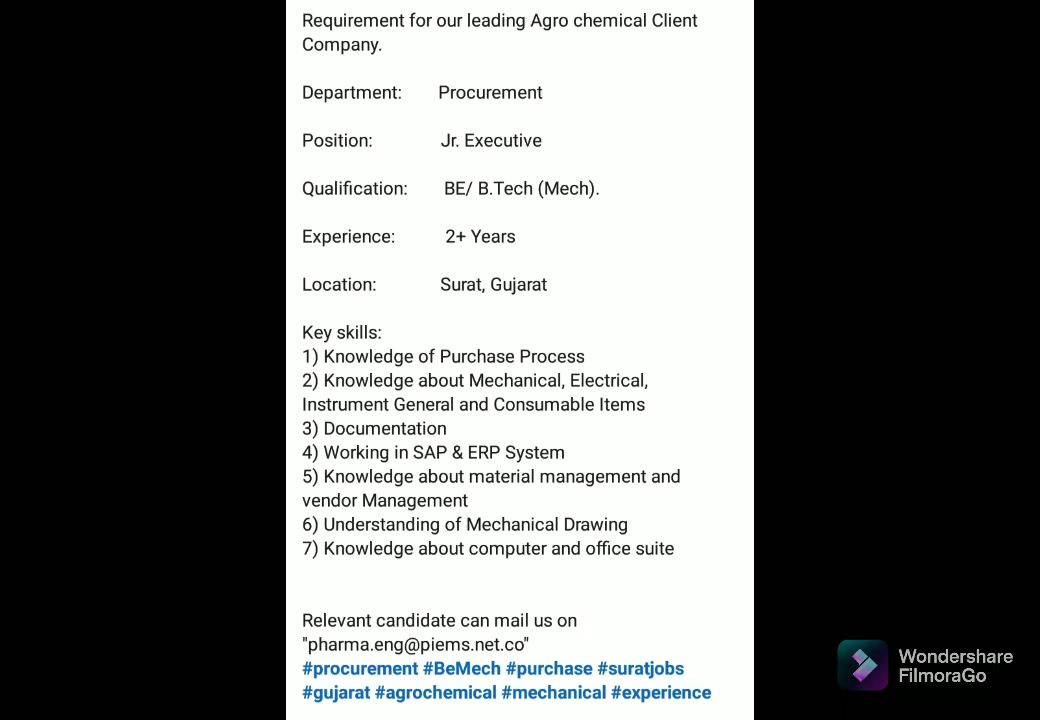 Requirement for our leading Agro chemical Client
Company.
Department: Procurement
Position: Jr. Executive
Qualification: BE/ B.Tech (Mech).
Experience: 2+ Years
Location: Surat, Gujarat
Key skills:
1) Knowledge of Purchase Process
2) Knowledge about Mechanical, Electrical,
Instrument General and Consumable Items
3) Documentation
4) Working in SAP & ERP System
5) Knowledge about material management and
vendor Management
6) Understanding of Mechanical Drawing
7) Knowledge about computer and office suite
Relevant candidate can mail us on
"pharma.eng@piems.net.co"
#procurement #BeMech #purchase #suratjobs
#gujarat #agrochemical #mechanical #experience
Wondershare
FilmoraGo